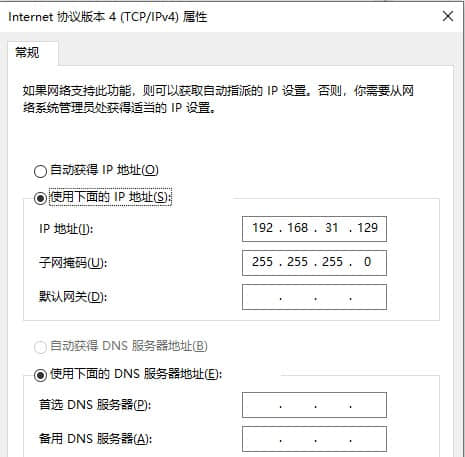 Internet 协议版本 4 (TCP/IPv4) 属性
常规
如果网络支持此功能，则可以获取自动指派的 IP 设置。否则，你需要从网
络系统管理员处获得适当的 IP 设置。
自动获得 IP 地址(O)
使用下面的 IP 地址(S):
IP 地址(I): 192 . 168 . 31 . 129
子网掩码(U): 255 . 255 . 255 . 0
默认网关(D): . . .
自动获得 DNS 服务器地址(B)
使用下面的 DNS 服务器地址(E):
首选 DNS 服务器(P): . . .
备用 DNS 服务器(A): . . .